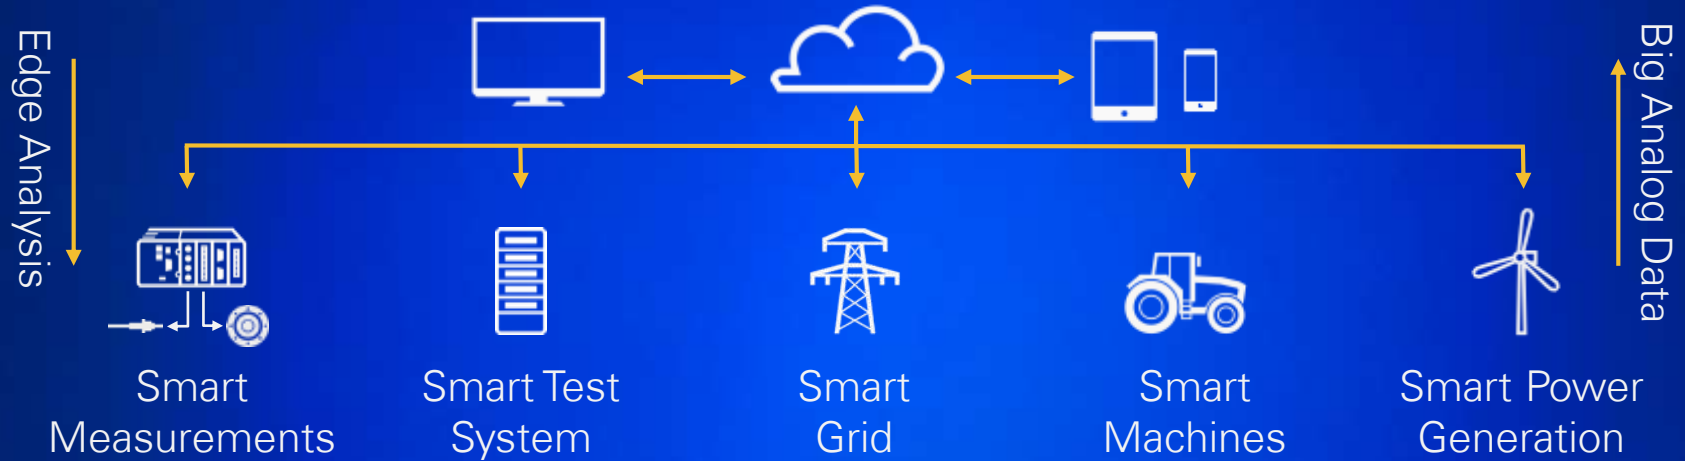 Edge Analysis
Big Analog Data
Smart
Measurements
Smart Test
System
Smart
Grid
Smart
Machines
Smart Power
Generation